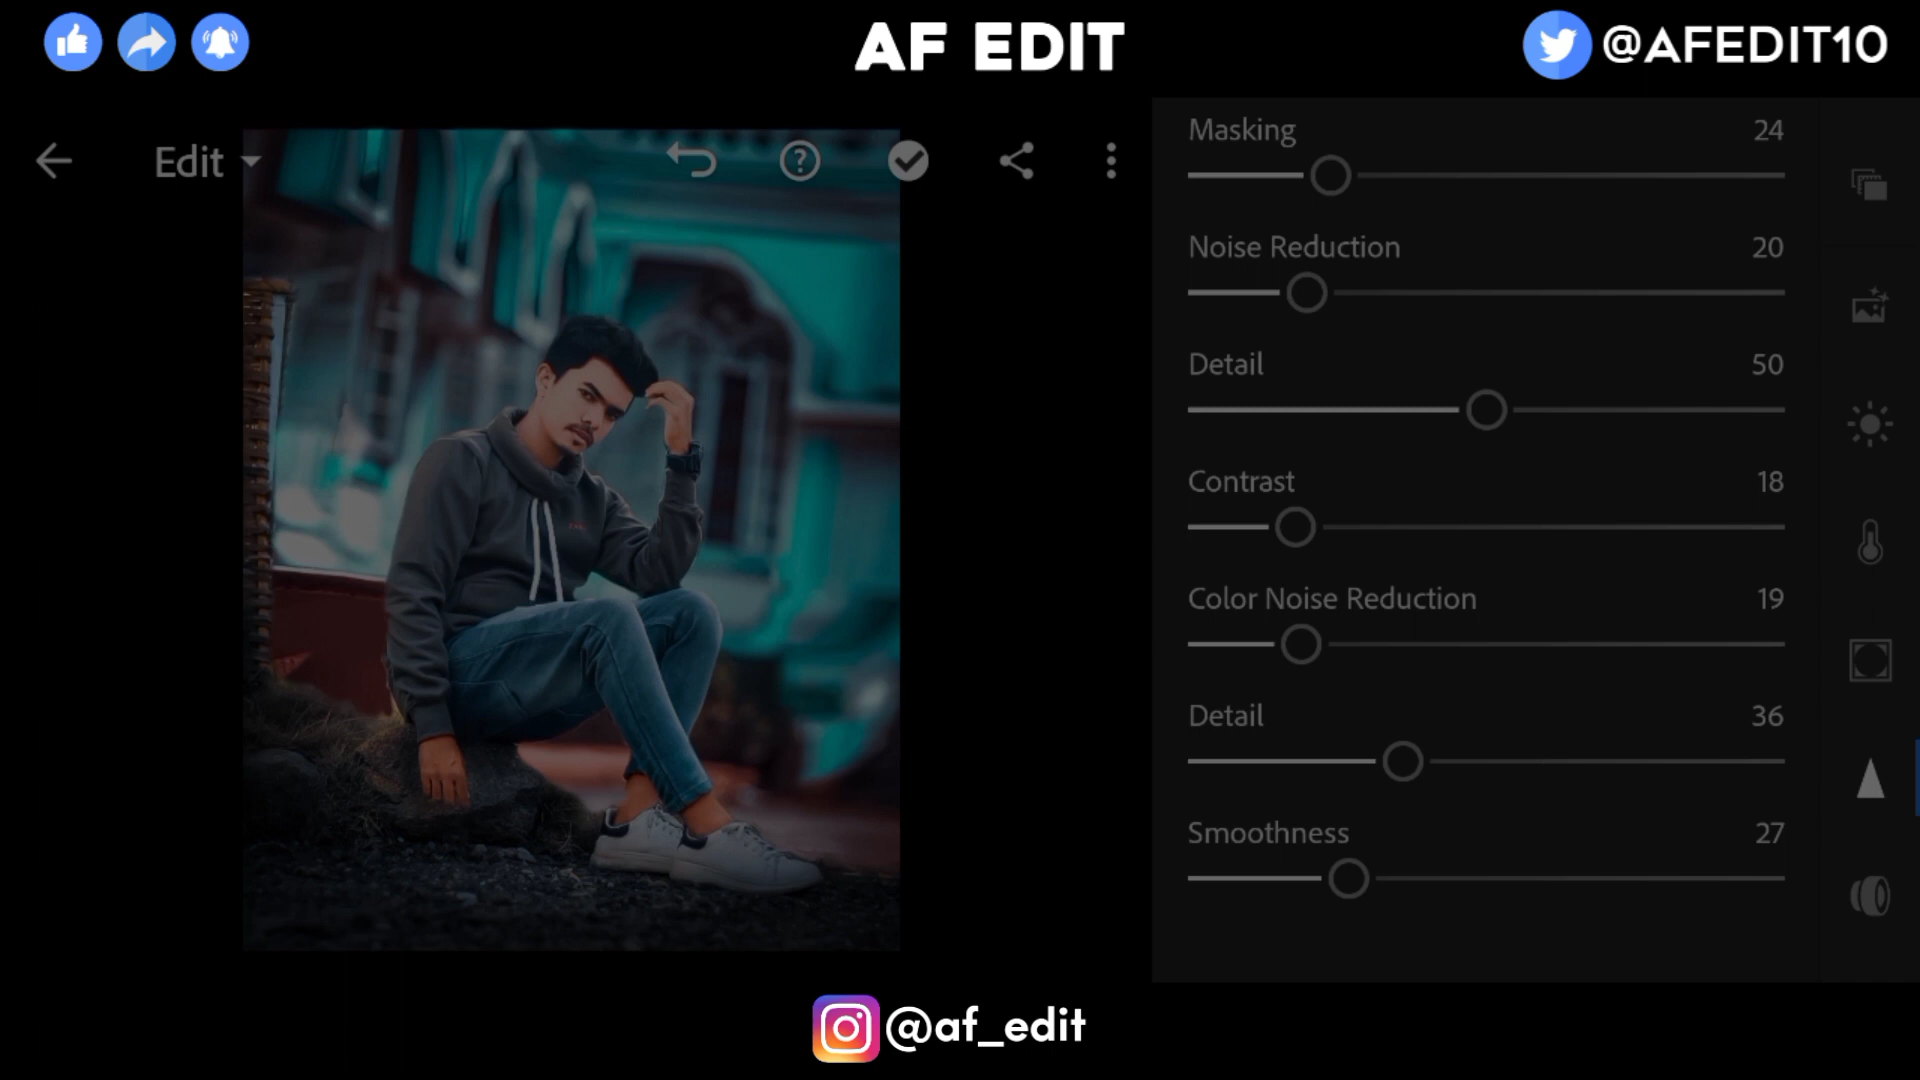 AF EDIT
@AFEDIT10
Edit
Masking 24
Noise Reduction 20
Detail 50
Contrast 18
Color Noise Reduction 19
Detail 36
Smoothness 27
@af_edit